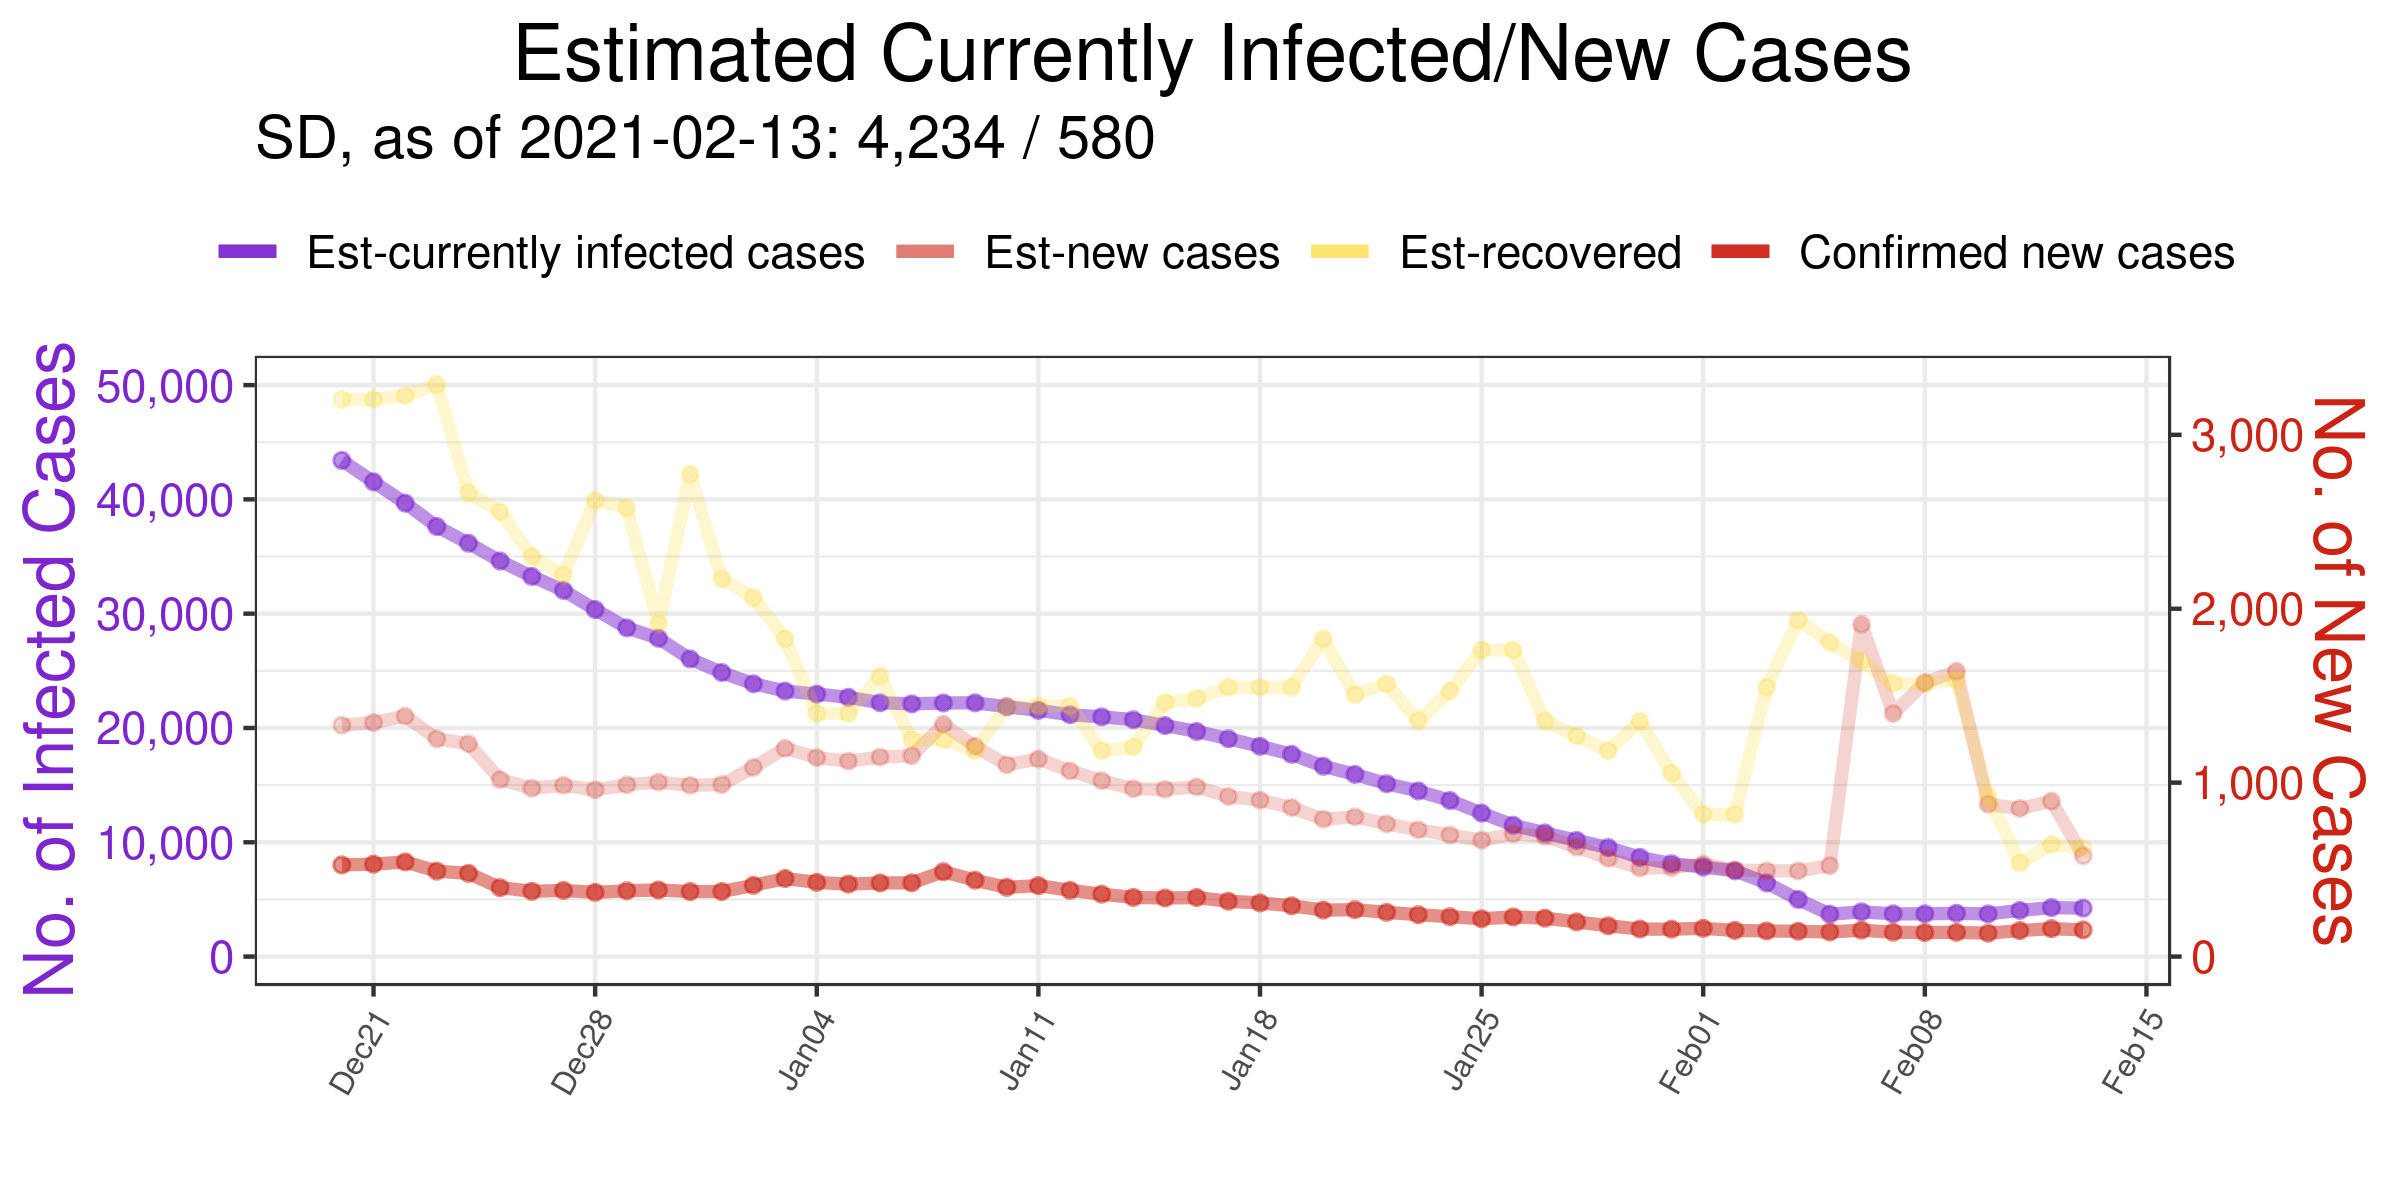 Estimated Currently Infected/New Cases
SD, as of 2021-02-13: 4,234 / 580
Est-currently infected cases Est-new cases Est-recovered Confirmed new cases
No. of Infected Cases
50,000
40,000
30,000
20,000
10,000
0
3,000
2,000
1,000
0
No. of New Cases
Dec21 Dec28 Jan04 Jan11 Jan18 Jan25 Feb01 Feb08 Feb15